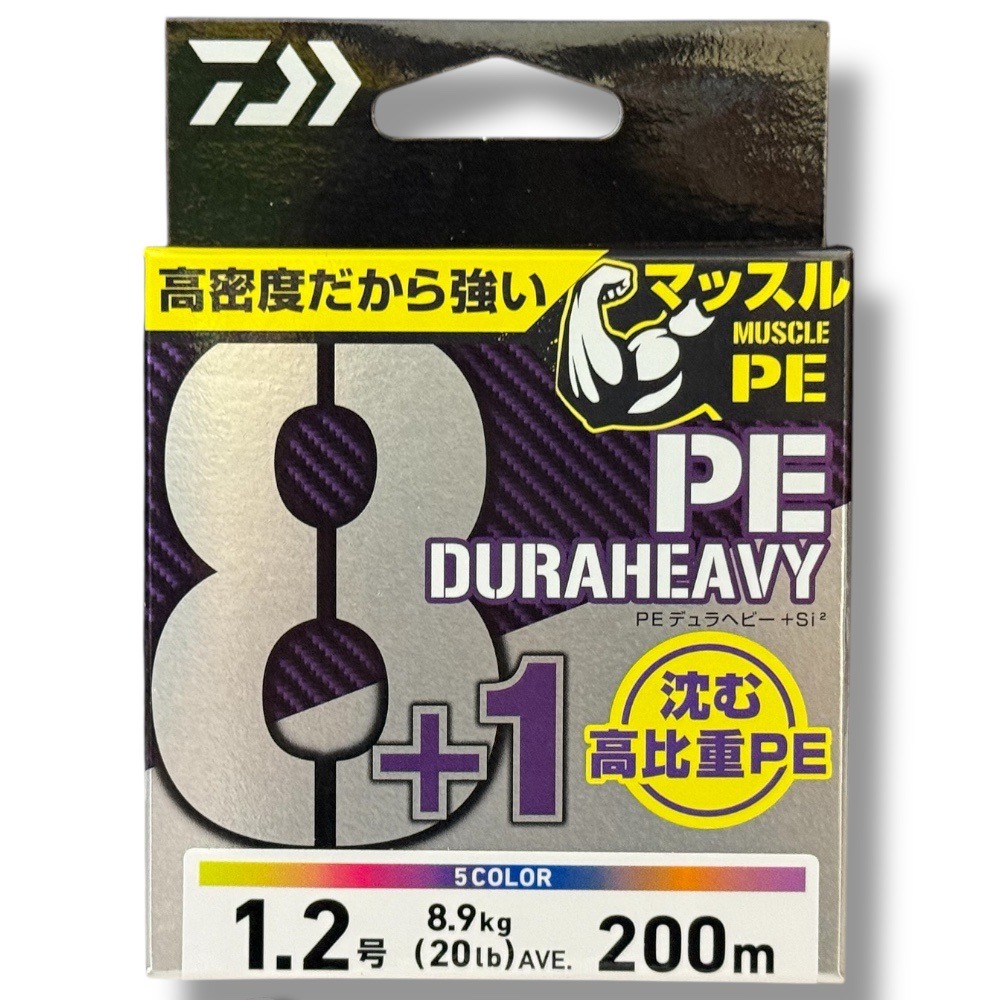 高密度だから強い
マッスル
MUSCLE
PE
8+1
PE
DURAHEAVY
PEデュラヘビー +Si²
沈む
高比重PE
5COLOR
1.2号
8.9kg
(20lb)AVE.
200m